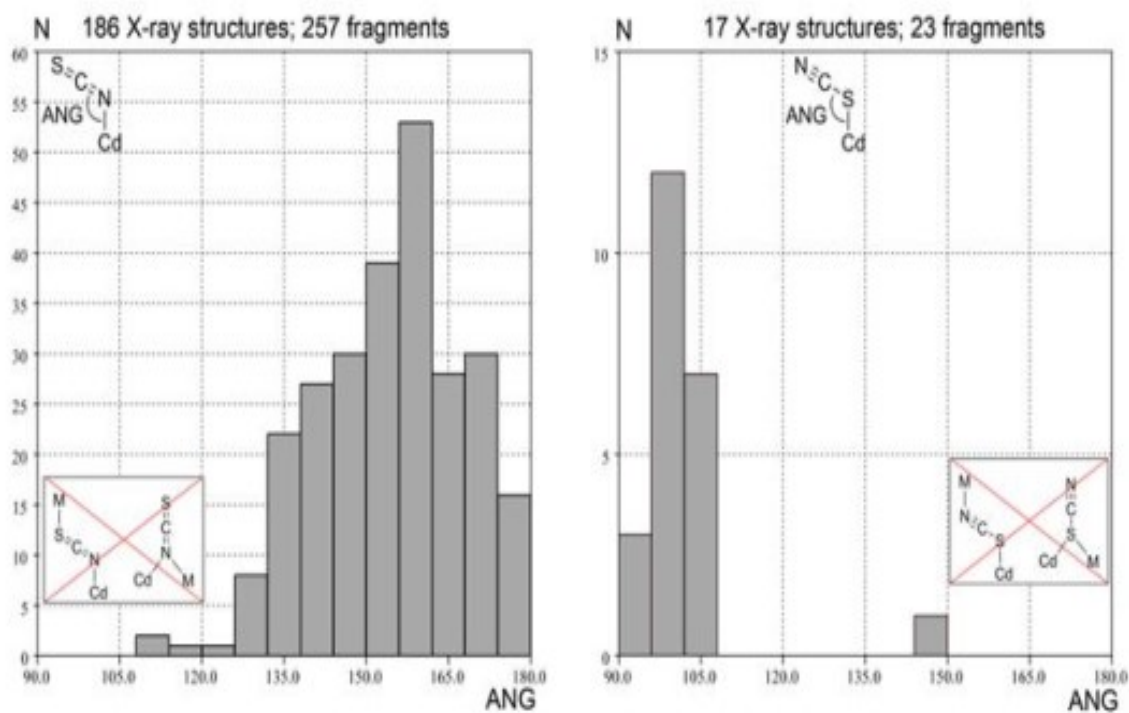 N 186 X-ray structures; 257 fragments
60
S
C
N
55
ANG
Cd
50
45
40
35
30
25
20
15
10
5
0
M
S
C
N
Cd
S
C
N
Cd
M
90.0 105.0 120.0 135.0 150.0 165.0 180.0
ANG
N 17 X-ray structures; 23 fragments
15
N
C
S
ANG
Cd
10
5
0
M
N
C
S
Cd
N
C
S
Cd
M
90.0 105.0 120.0 135.0 150.0 165.0 180.0
ANG